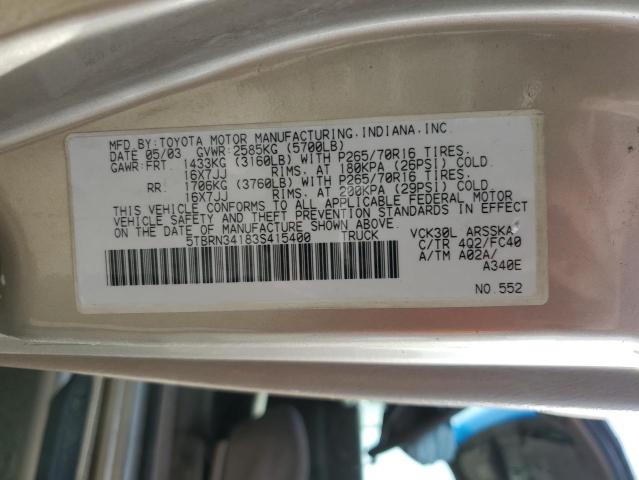 MFD.BY:TOYOTA MOTOR MANUFACTURING,INDIANA,INC.
DATE 05/03 GVWR 2585KG (5700LB)
GAWR:FRT. 1433KG (3160LB) WITH P265/70R16 TIRES.
16X7JJ RIMS. AT 180KPA (26PSI) COLD.
RR. 1706KG (3760LB) WITH P265/70R16 TIRES.
16X7JJ RIMS. AT 200KPA (29PSI) COLD.
THIS VEHICLE CONFORMS TO ALL APPLICABLE FEDERAL MOTOR
VEHICLE SAFETY AND THEFT PREVENTION STANDARDS IN EFFECT
ON THE DATE OF MANUFACTURE SHOWN ABOVE.
5TBRN34183S415400 TRUCK VCK30L ARSSKA
C/TR 4Q2/FC40
A/TM A02A/
A340E
NO.552